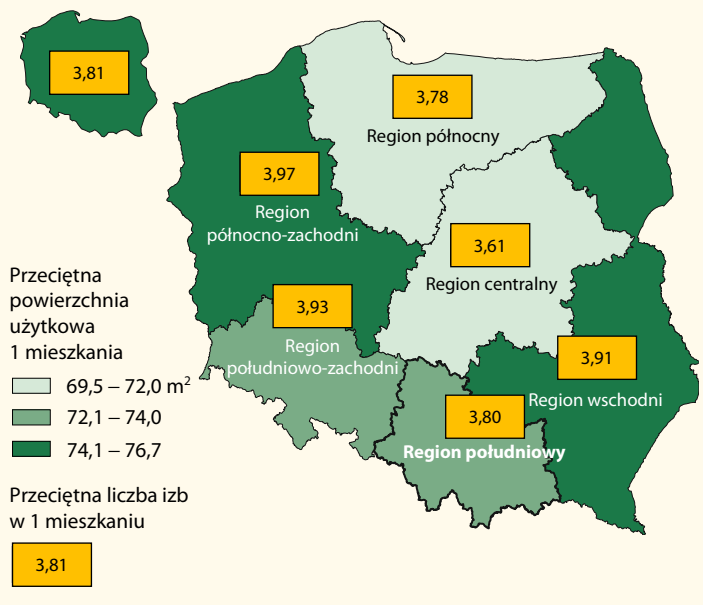 3,81
3,78
Region północny
3,97
Region
północno-zachodni
3,61
Region centralny
3,93
Region
południowo-zachodni
3,91
Region wschodni
3,80
Region południowy
Przeciętna
powierzchnia
użytkowa
1 mieszkania
69,5 – 72,0 m²
72,1 – 74,0
74,1 – 76,7
Przeciętna liczba izb
w 1 mieszkaniu
3,81